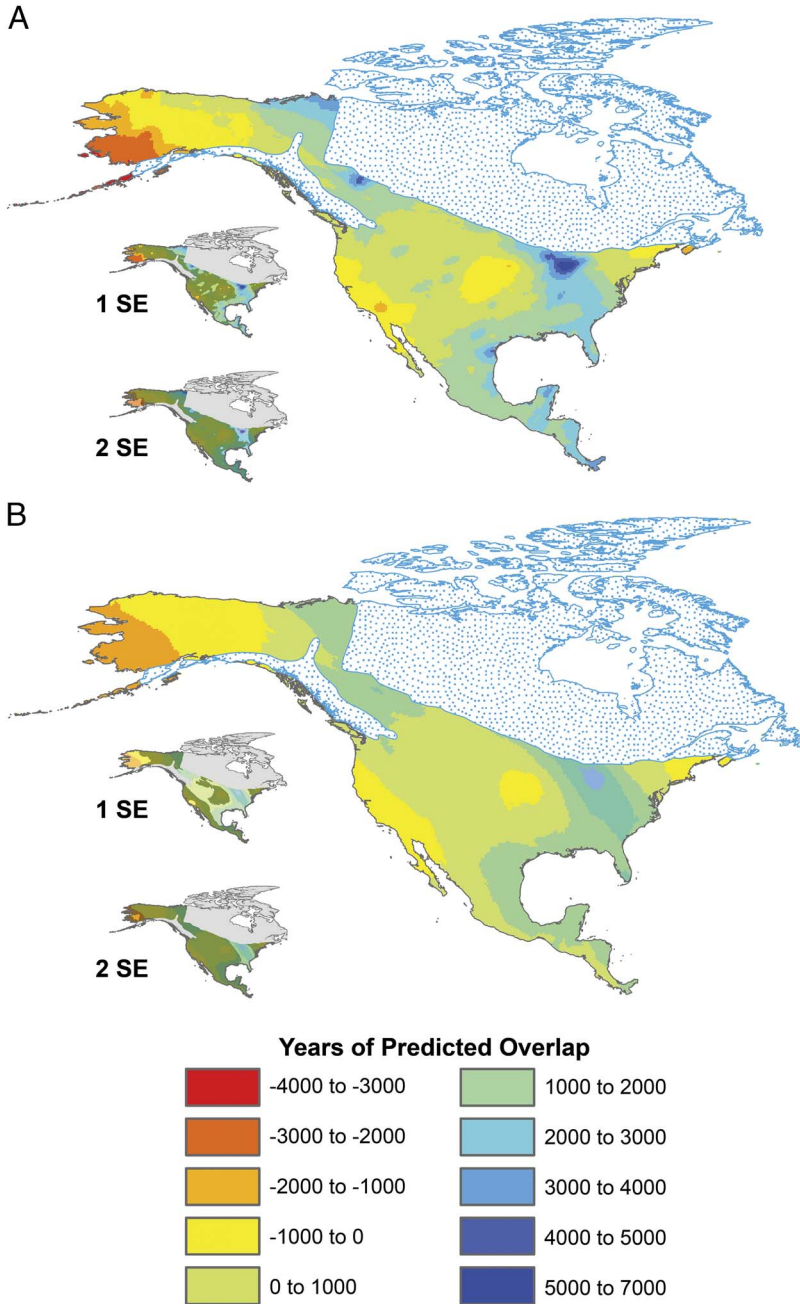 A
1 SE
2 SE
B
1 SE
2 SE
Years of Predicted Overlap
-4000 to -3000
-3000 to -2000
-2000 to -1000
-1000 to 0
0 to 1000
1000 to 2000
2000 to 3000
3000 to 4000
4000 to 5000
5000 to 7000